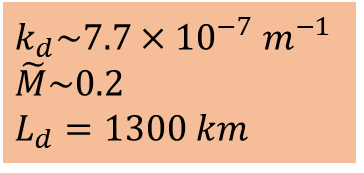 k_d~7.7 × 10⁻⁷ m⁻¹
M̃~0.2
L_d = 1300 km